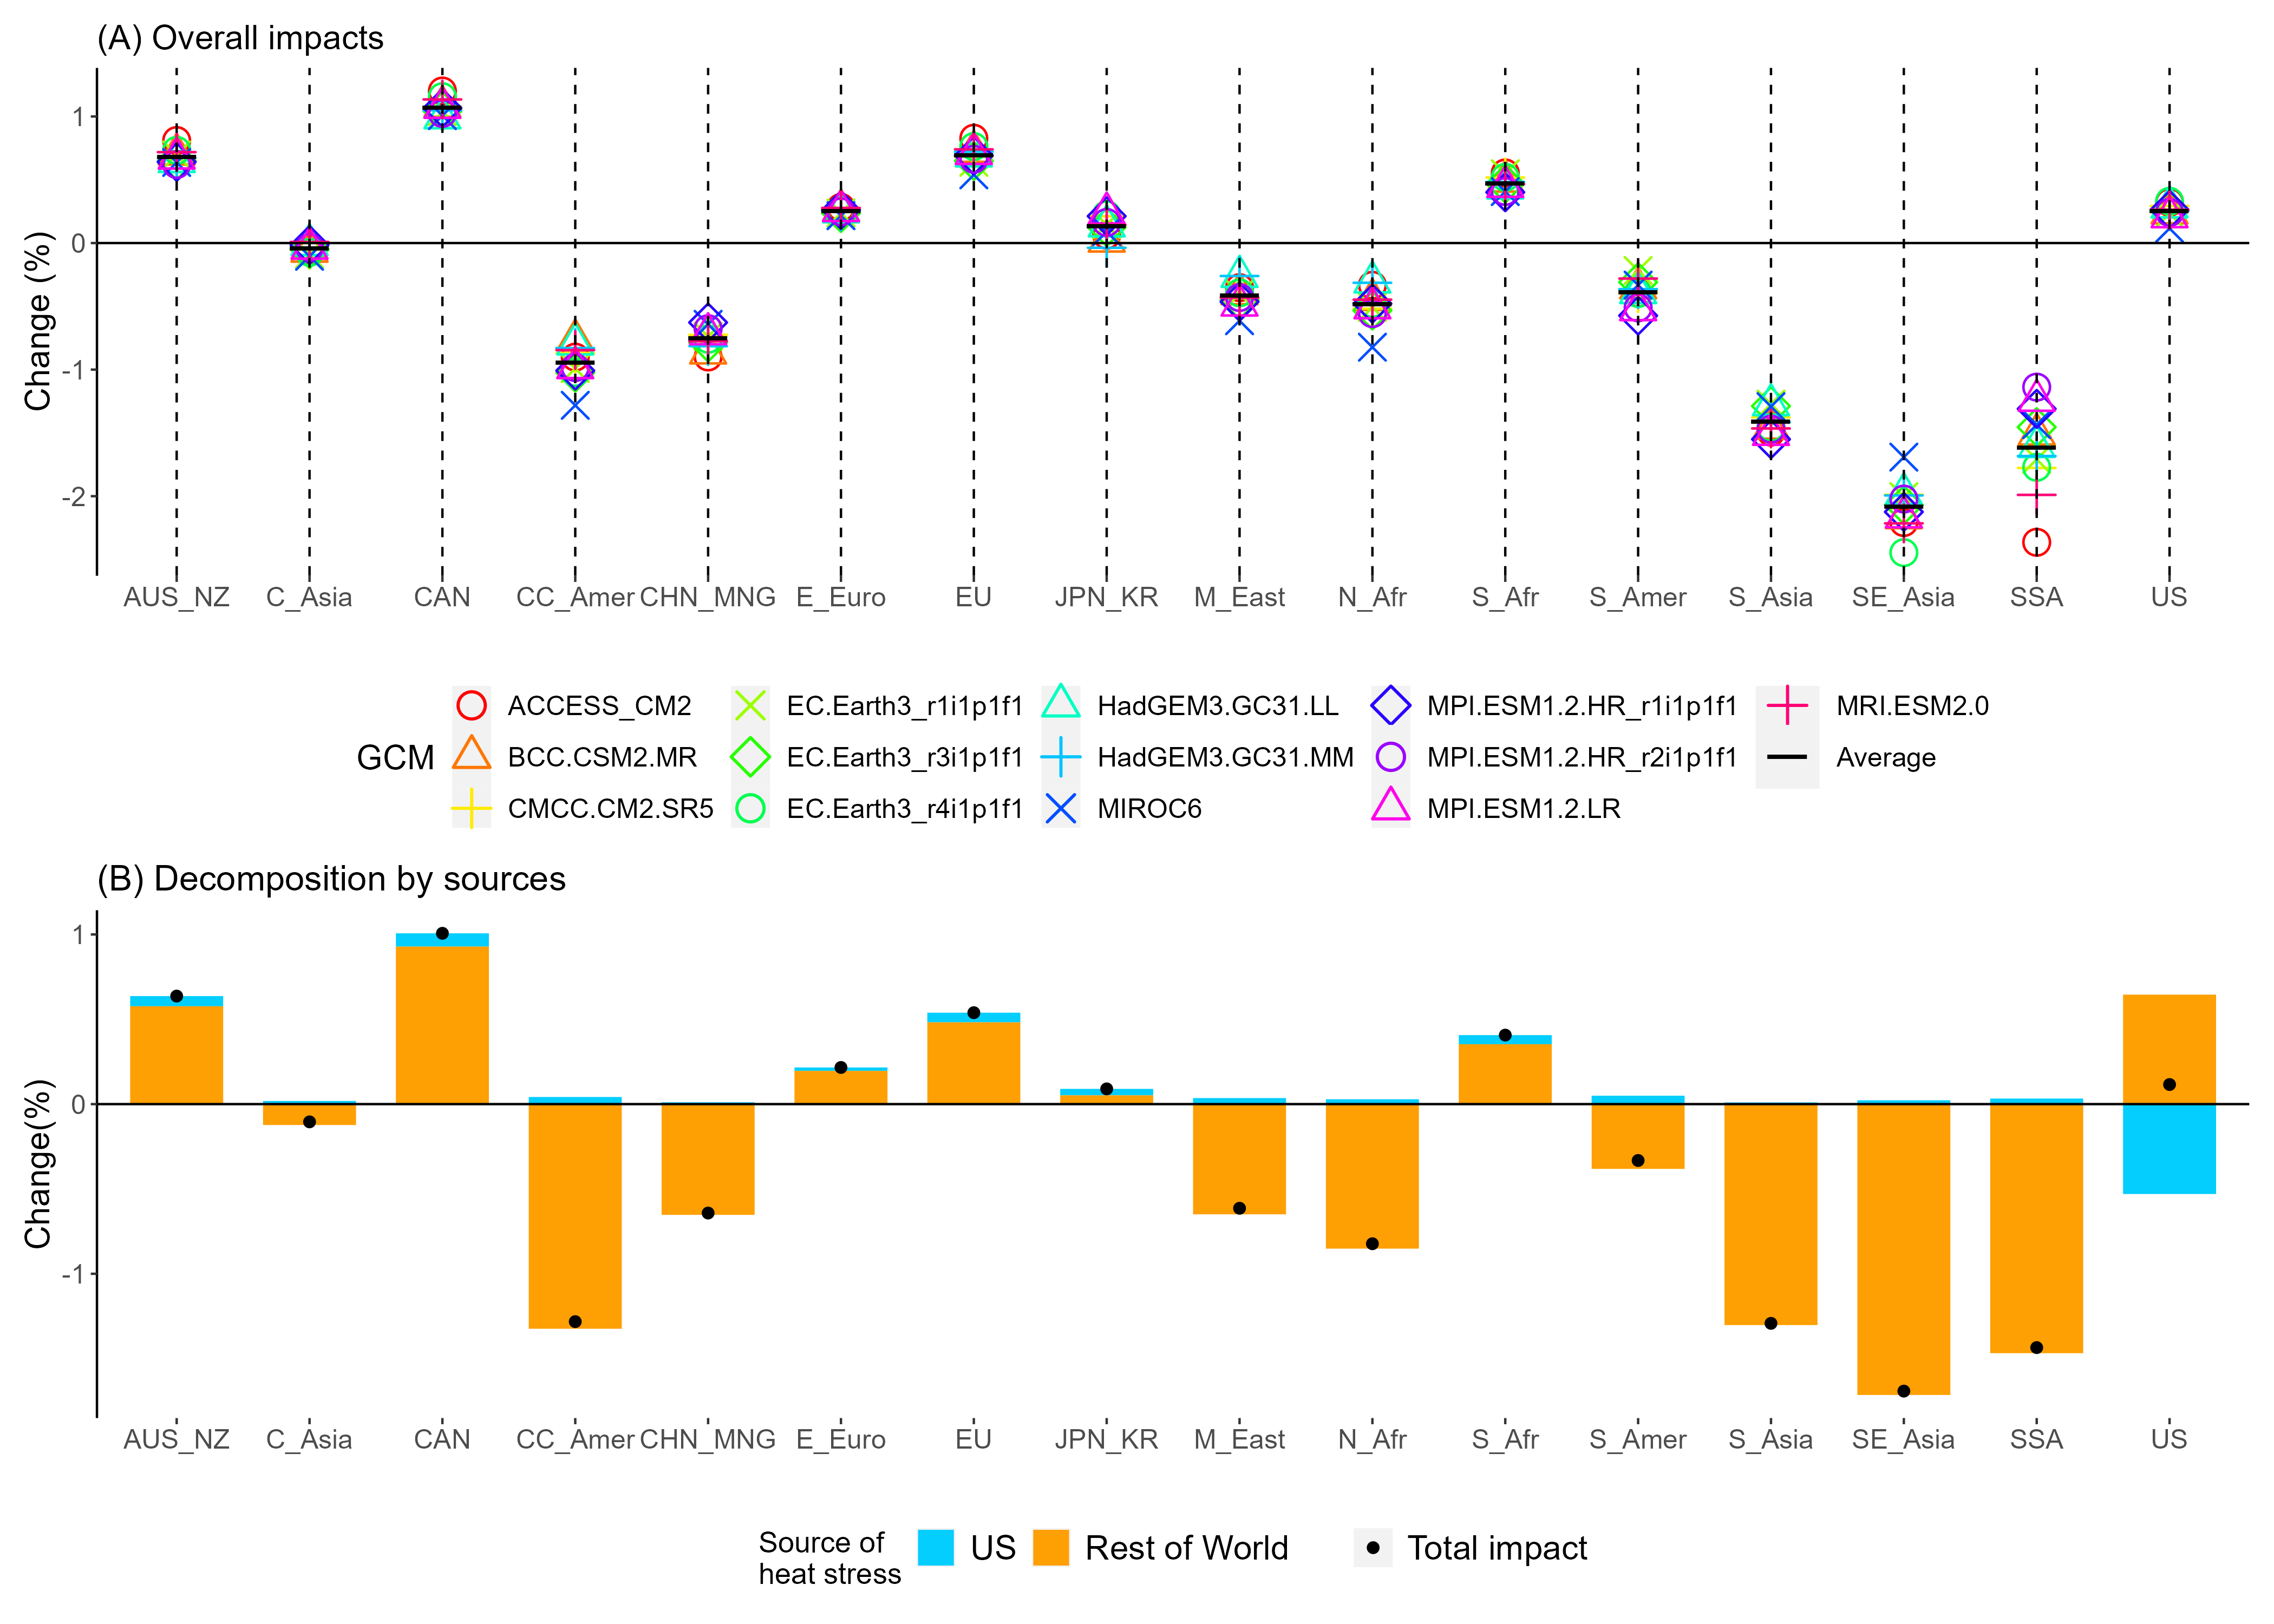 (A) Overall impacts
Change (%)
1
0
-1
-2
AUS_NZ C_Asia CAN CC_Amer CHN_MNG E_Euro EU JPN_KR M_East N_Afr S_Afr S_Amer S_Asia SE_Asia SSA US
GCM
ACCESS_CM2 EC.Earth3_r1i1p1f1 HadGEM3.GC31.LL MPI.ESM1.2.HR_r1i1p1f1 MRI.ESM2.0
BCC.CSM2.MR EC.Earth3_r3i1p1f1 HadGEM3.GC31.MM MPI.ESM1.2.HR_r2i1p1f1 Average
CMCC.CM2.SR5 EC.Earth3_r4i1p1f1 MIROC6 MPI.ESM1.2.LR
(B) Decomposition by sources
Change(%)
1
0
-1
AUS_NZ C_Asia CAN CC_Amer CHN_MNG E_Euro EU JPN_KR M_East N_Afr S_Afr S_Amer S_Asia SE_Asia SSA US
Source of
heat stress
US Rest of World Total impact